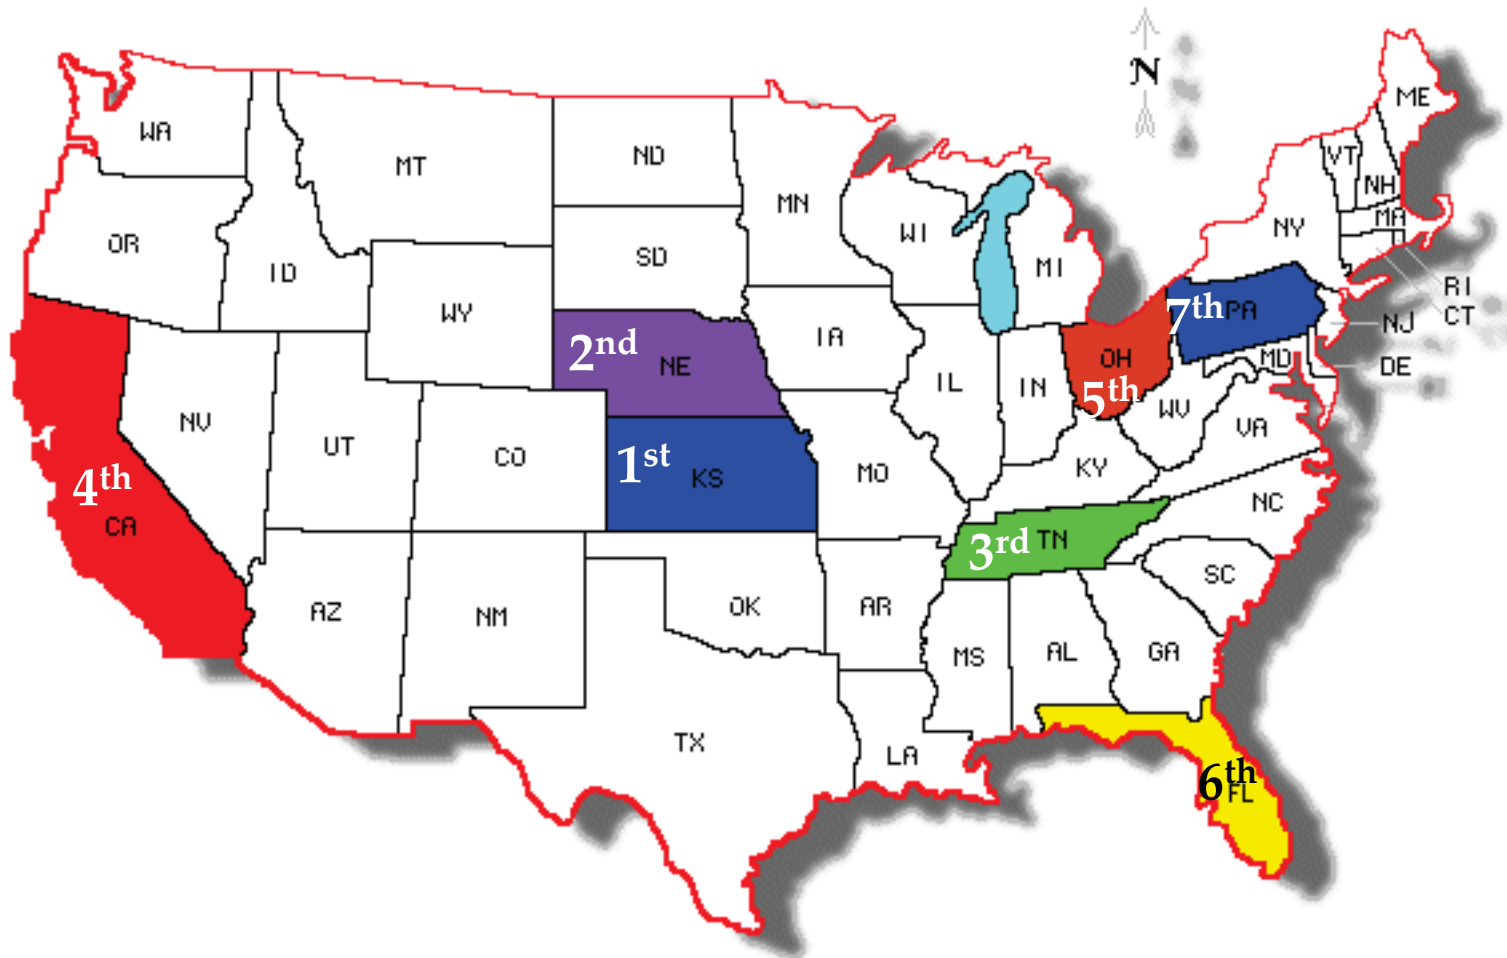 N
ME
WA
VT
MT
ND
NH
MN
MA
NY
WI
OR
SD
MI
ID
RI
7th
PA
WY
CT
NJ
IA
2nd
NE
OH
MD
DE
IL
IN
5th
WV
NV
VA
UT
CO
1st
KS
MO
KY
4th
CA
NC
3rd
TN
SC
AZ
NM
OK
AR
MS
AL
GA
TX
LA
6th
FL